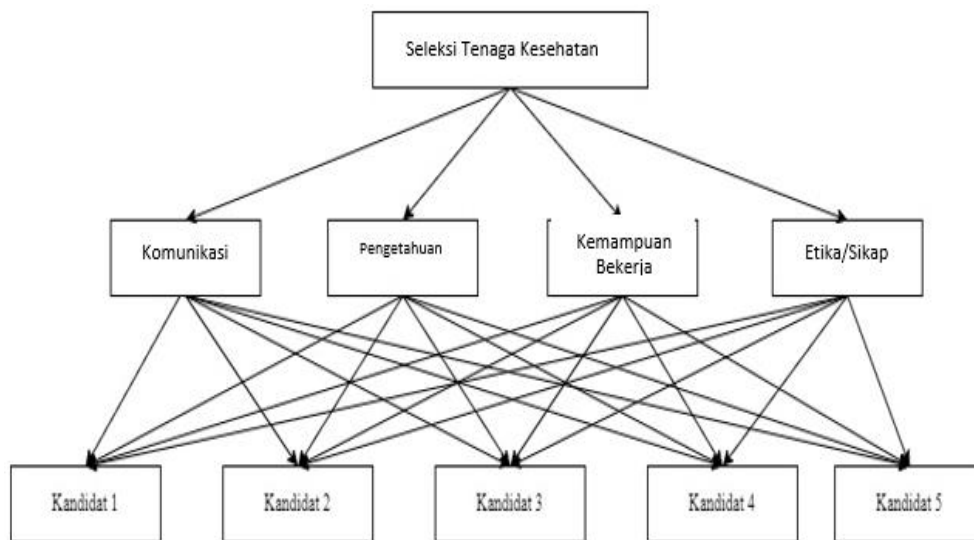 Seleksi Tenaga Kesehatan
Komunikasi
Pengetahuan
Kemampuan
Bekerja
Etika/Sikap
Kandidat 1
Kandidat 2
Kandidat 3
Kandidat 4
Kandidat 5